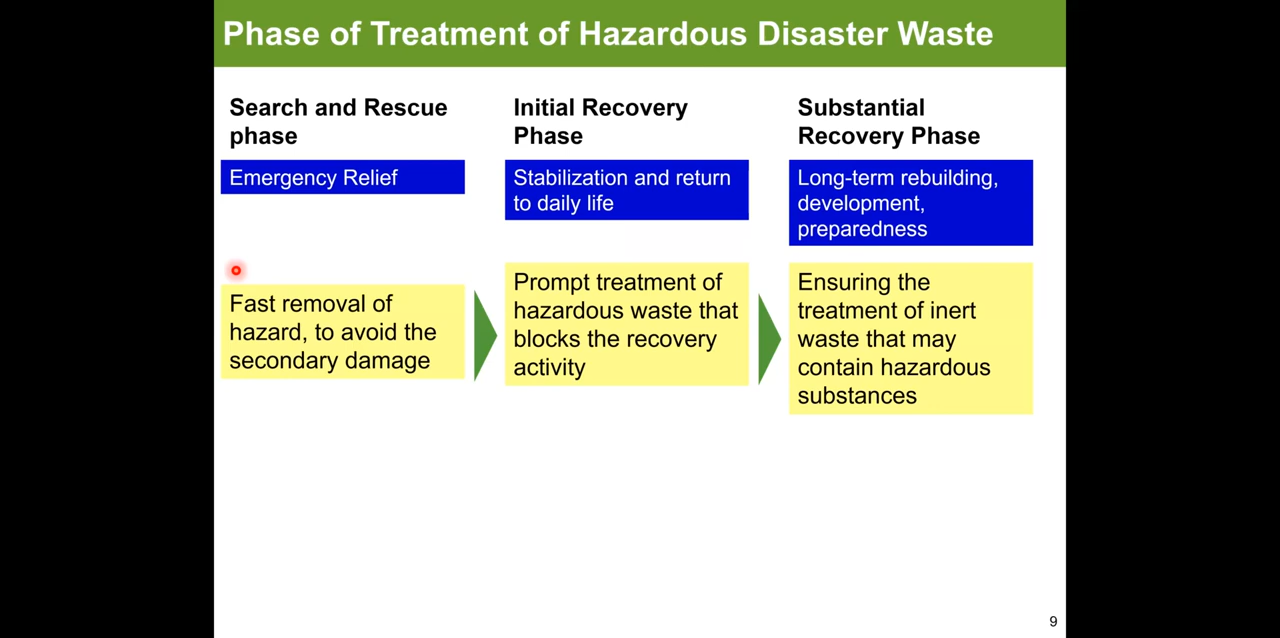 Phase of Treatment of Hazardous Disaster Waste
Search and Rescue
phase
Emergency Relief
Fast removal of
hazard, to avoid the
secondary damage
Initial Recovery
Phase
Stabilization and return
to daily life
Prompt treatment of
hazardous waste that
blocks the recovery
activity
Substantial
Recovery Phase
Long-term rebuilding,
development,
preparedness
Ensuring the
treatment of inert
waste that may
contain hazardous
substances
9